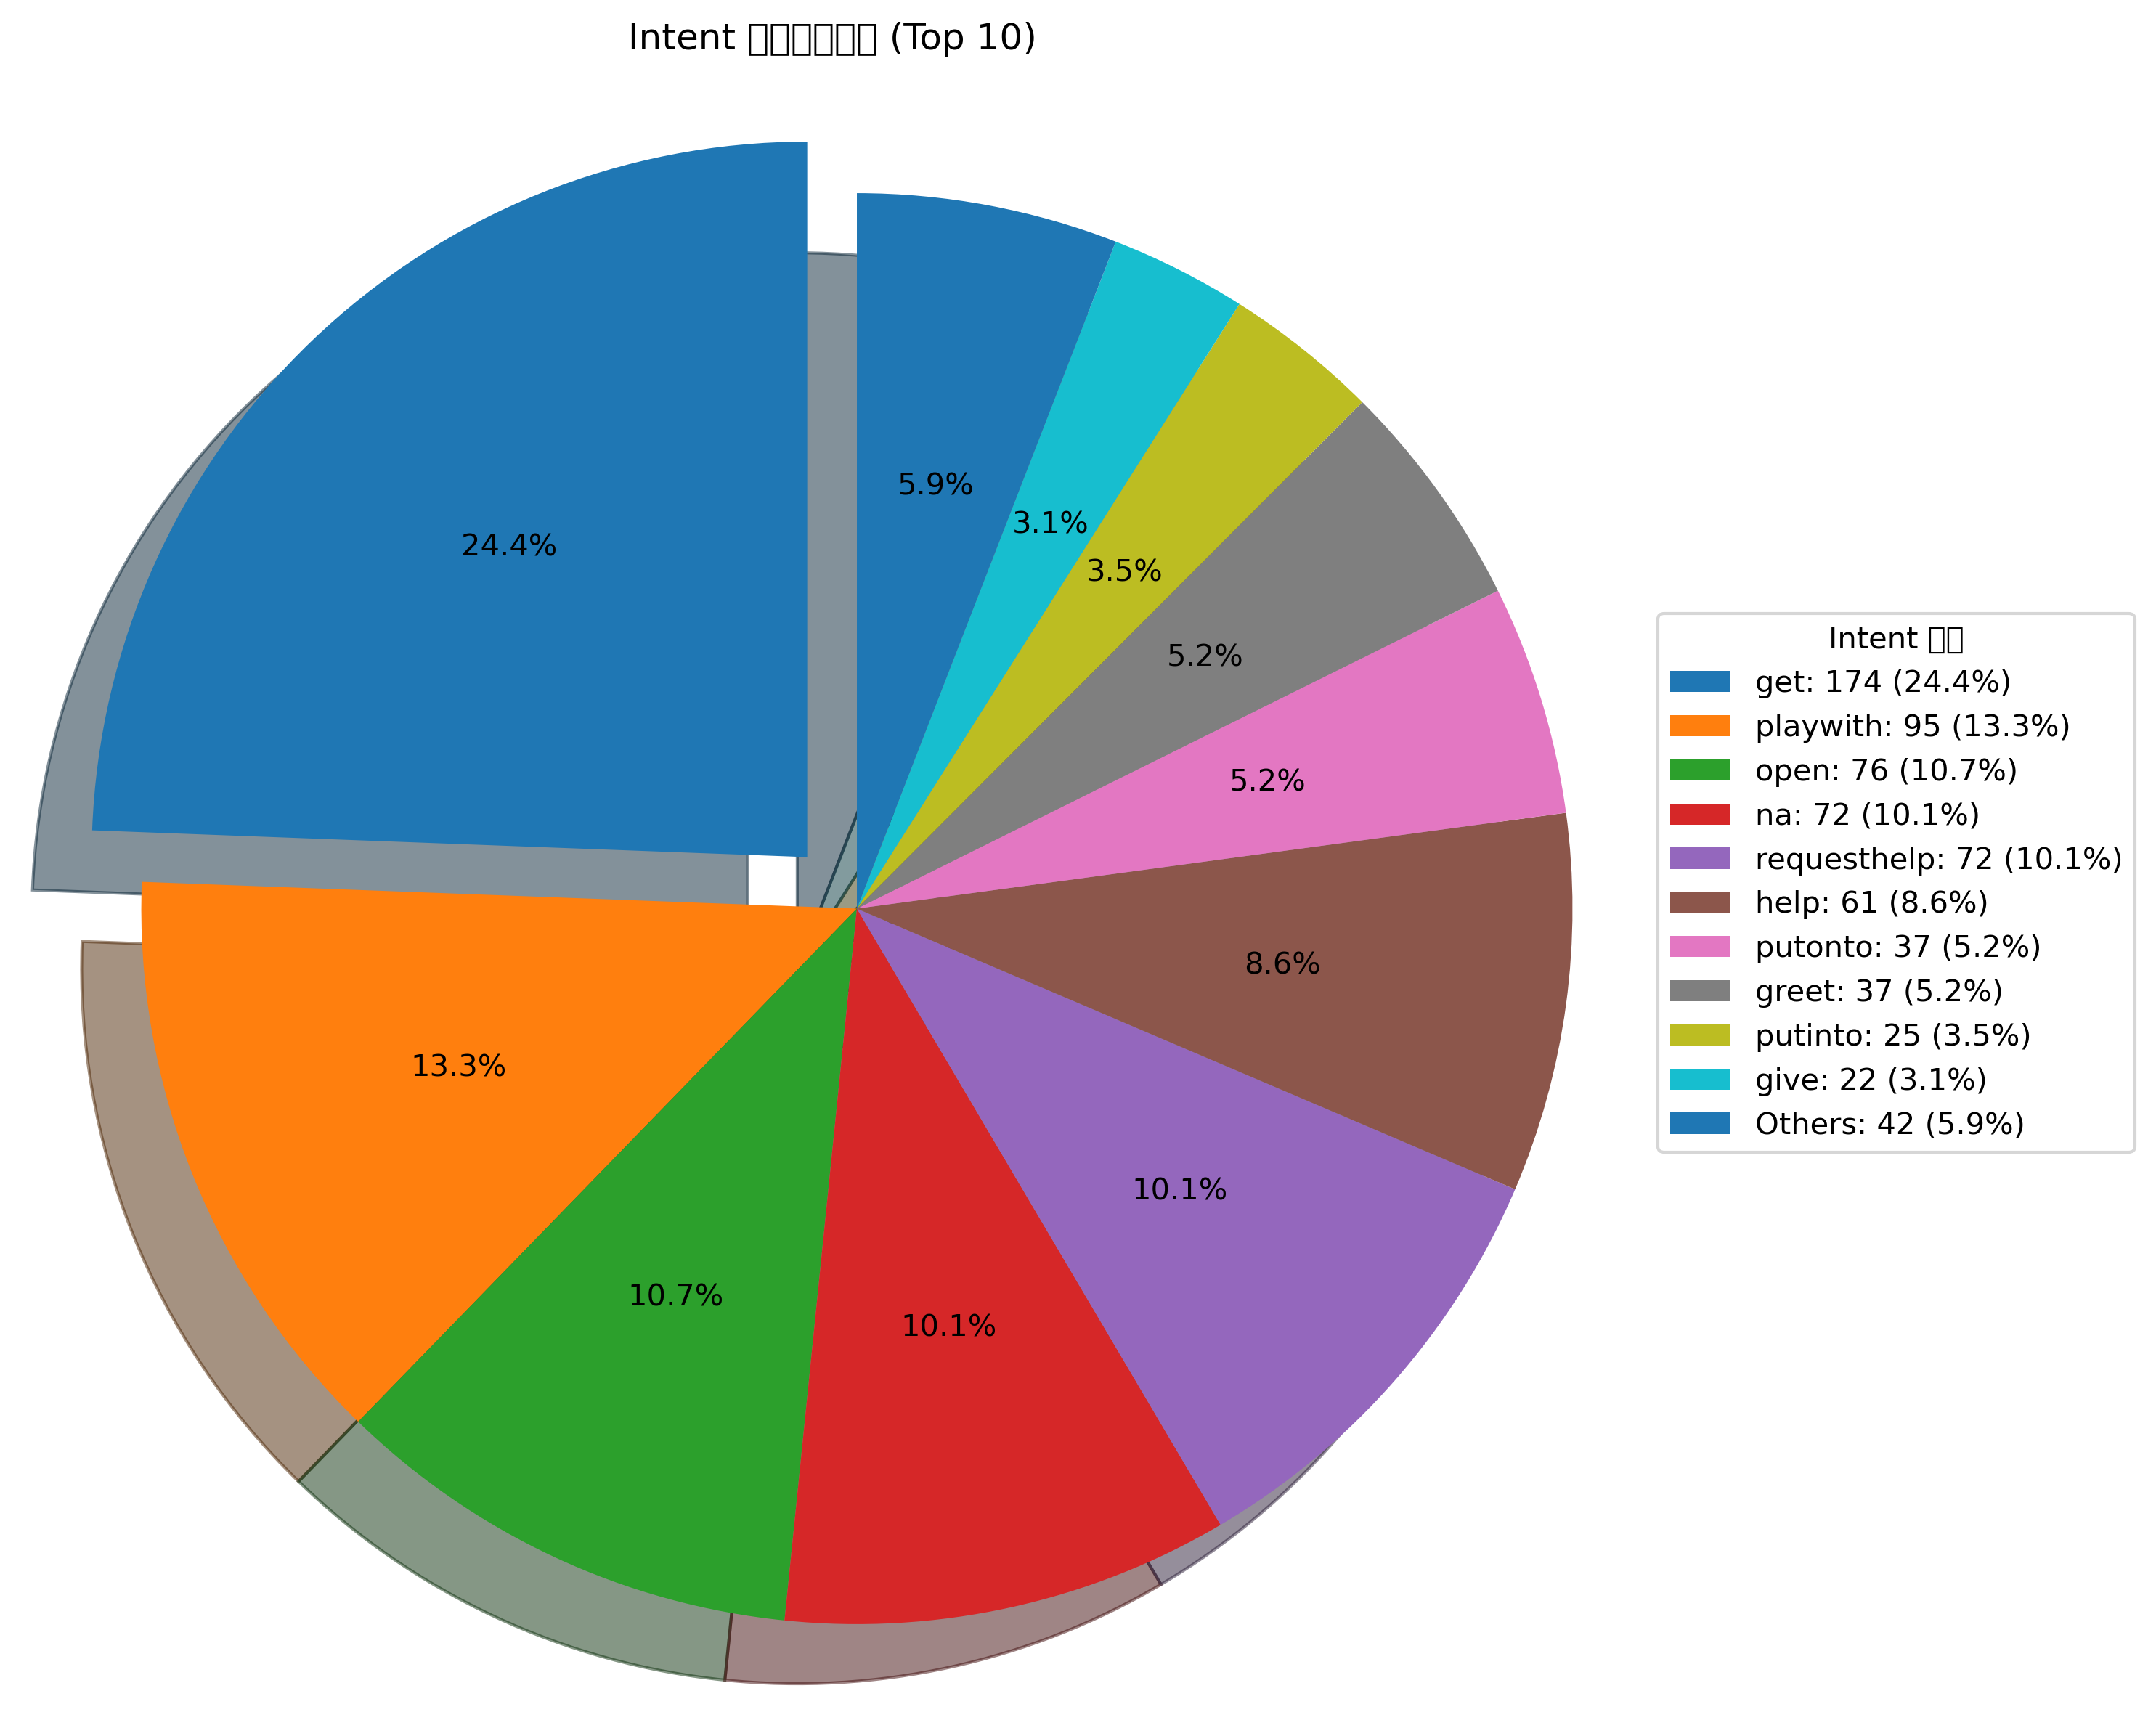 Intent (Top 10)
24.4%
5.9%
3.1%
3.5%
5.2%
5.2%
8.6%
10.1%
10.1%
10.7%
13.3%
Intent
get: 174 (24.4%)
playwith: 95 (13.3%)
open: 76 (10.7%)
na: 72 (10.1%)
requesthelp: 72 (10.1%)
help: 61 (8.6%)
putonto: 37 (5.2%)
greet: 37 (5.2%)
putinto: 25 (3.5%)
give: 22 (3.1%)
Others: 42 (5.9%)